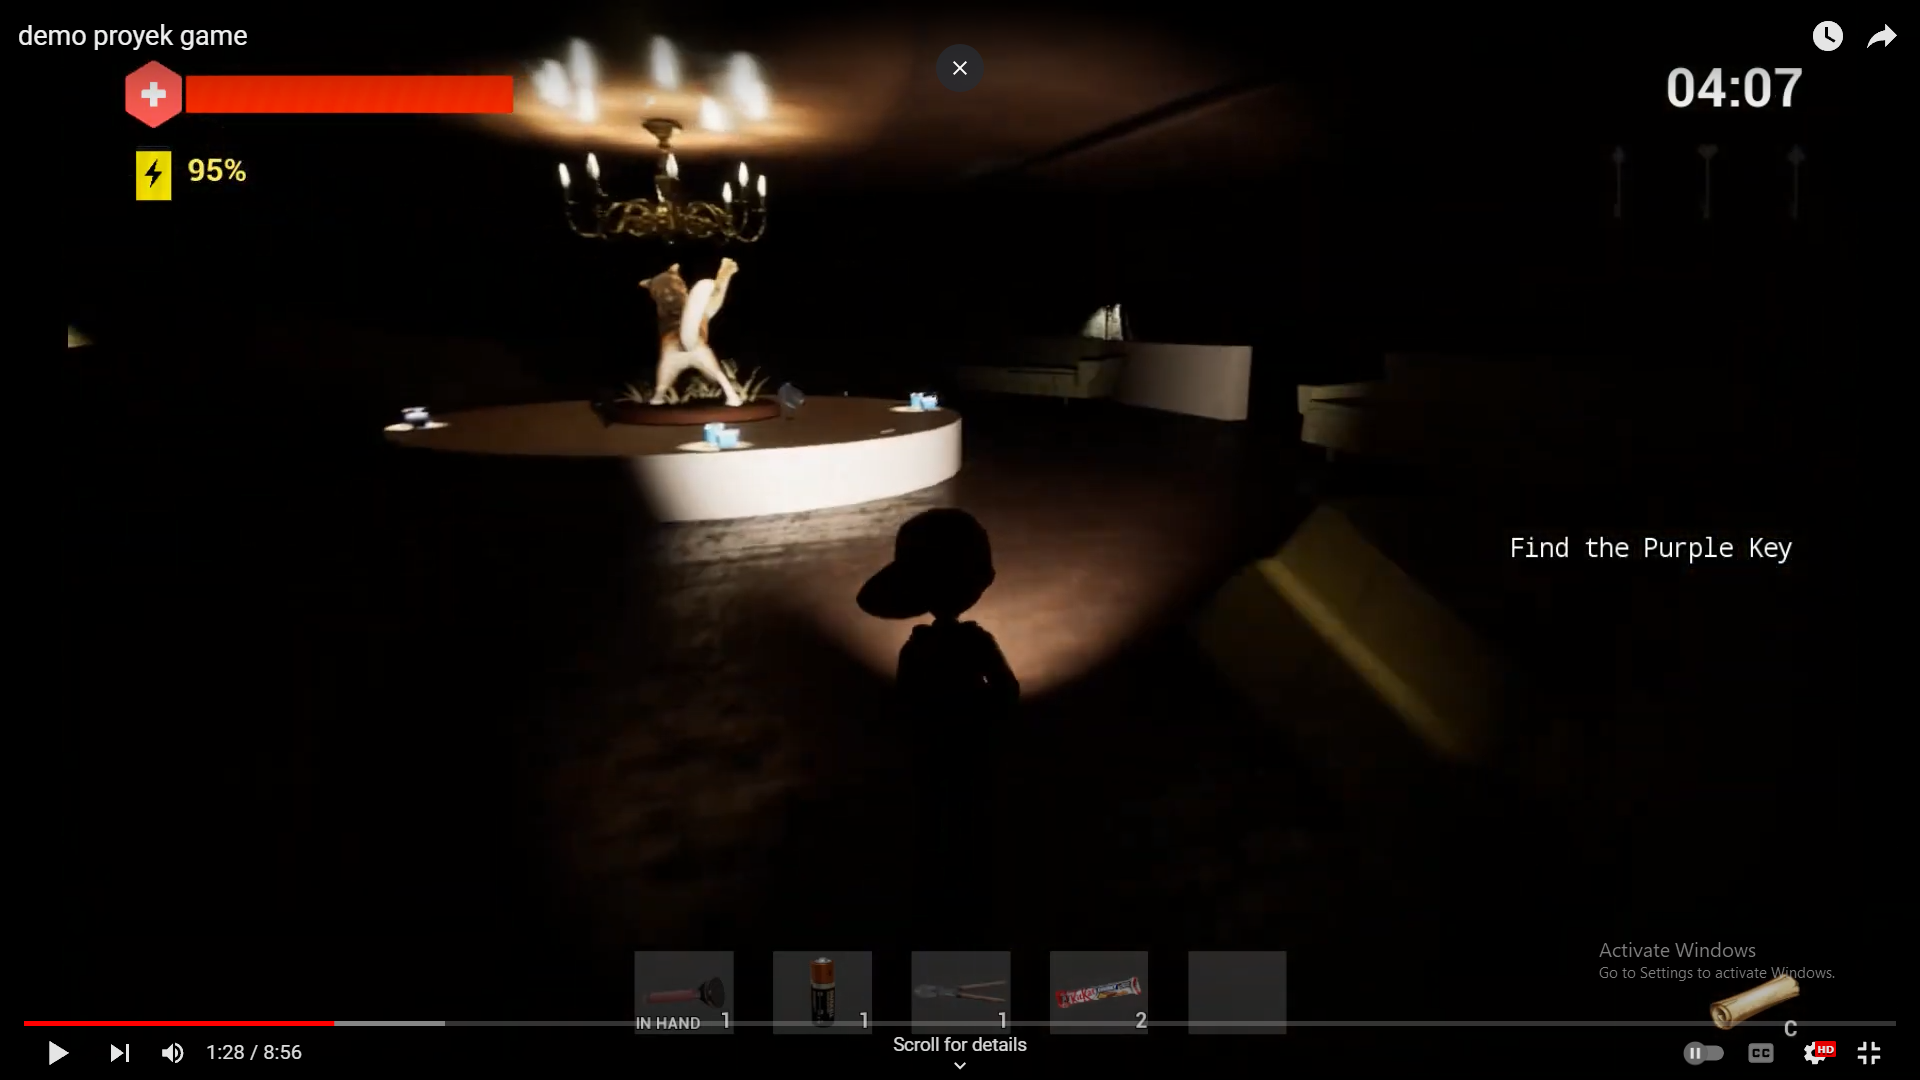 demo proyek game
04:07
95%
Find the Purple Key
Activate Windows
Go to Settings to activate Windows.
IN HAND 1
1
1
2
C
Scroll for details
1:28 / 8:56
CC
HD